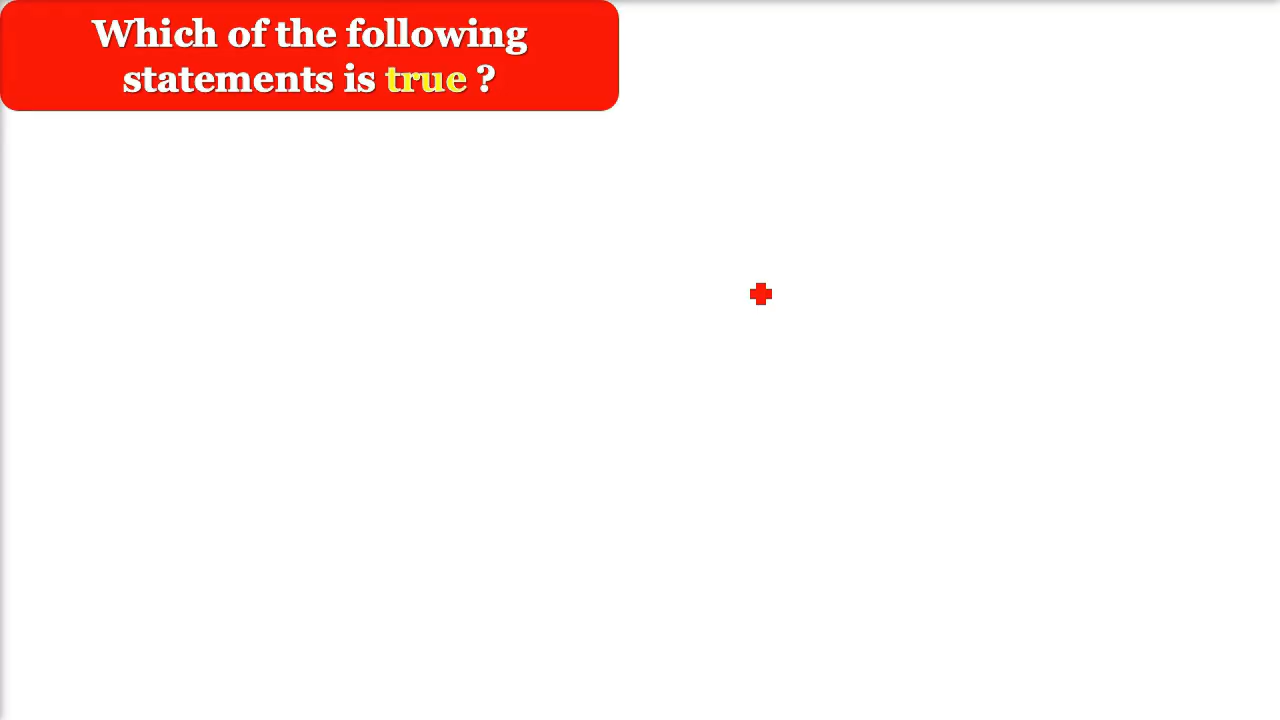 Which of the following
statements is true ?